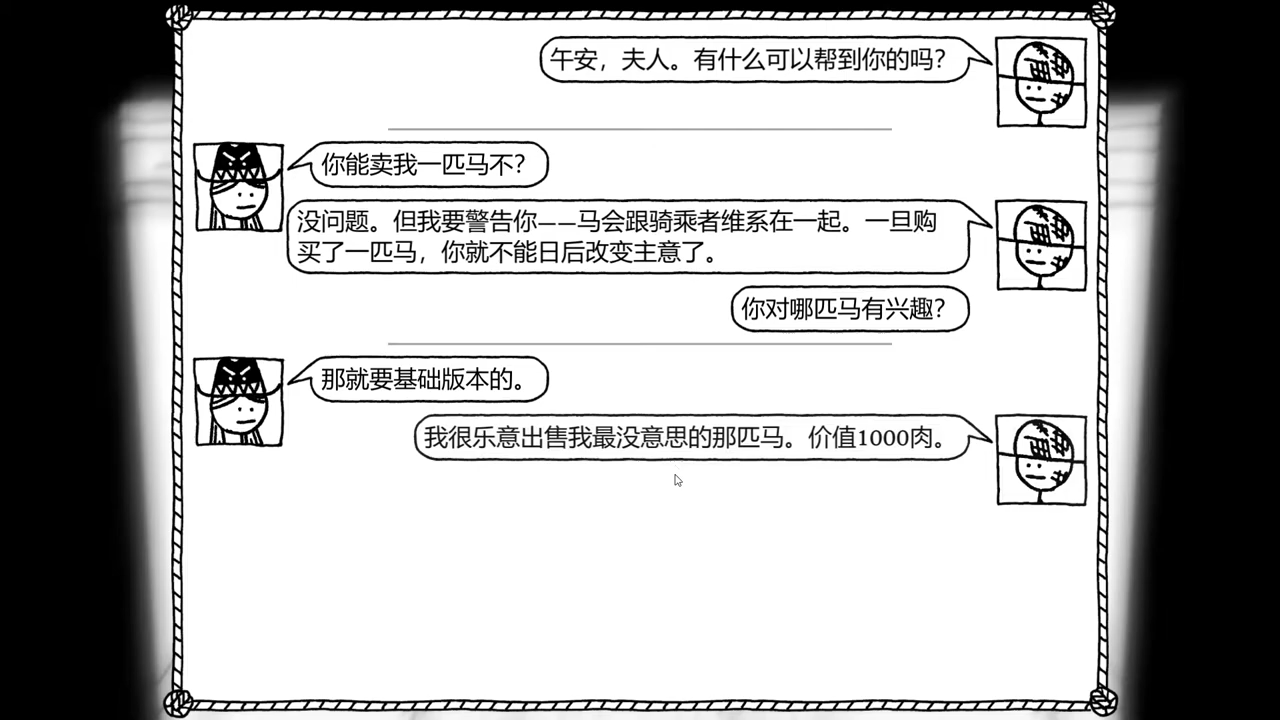 午安，夫人。有什么可以帮到你的吗？
你能卖我一匹马不？
没问题。但我要警告你——马会跟骑乘者维系在一起。一旦购
买了一匹马，你就不能日后改变主意了。
你对哪匹马有兴趣？
那就要基础版本的。
我很乐意出售我最没意思的那匹马。价值1000肉。